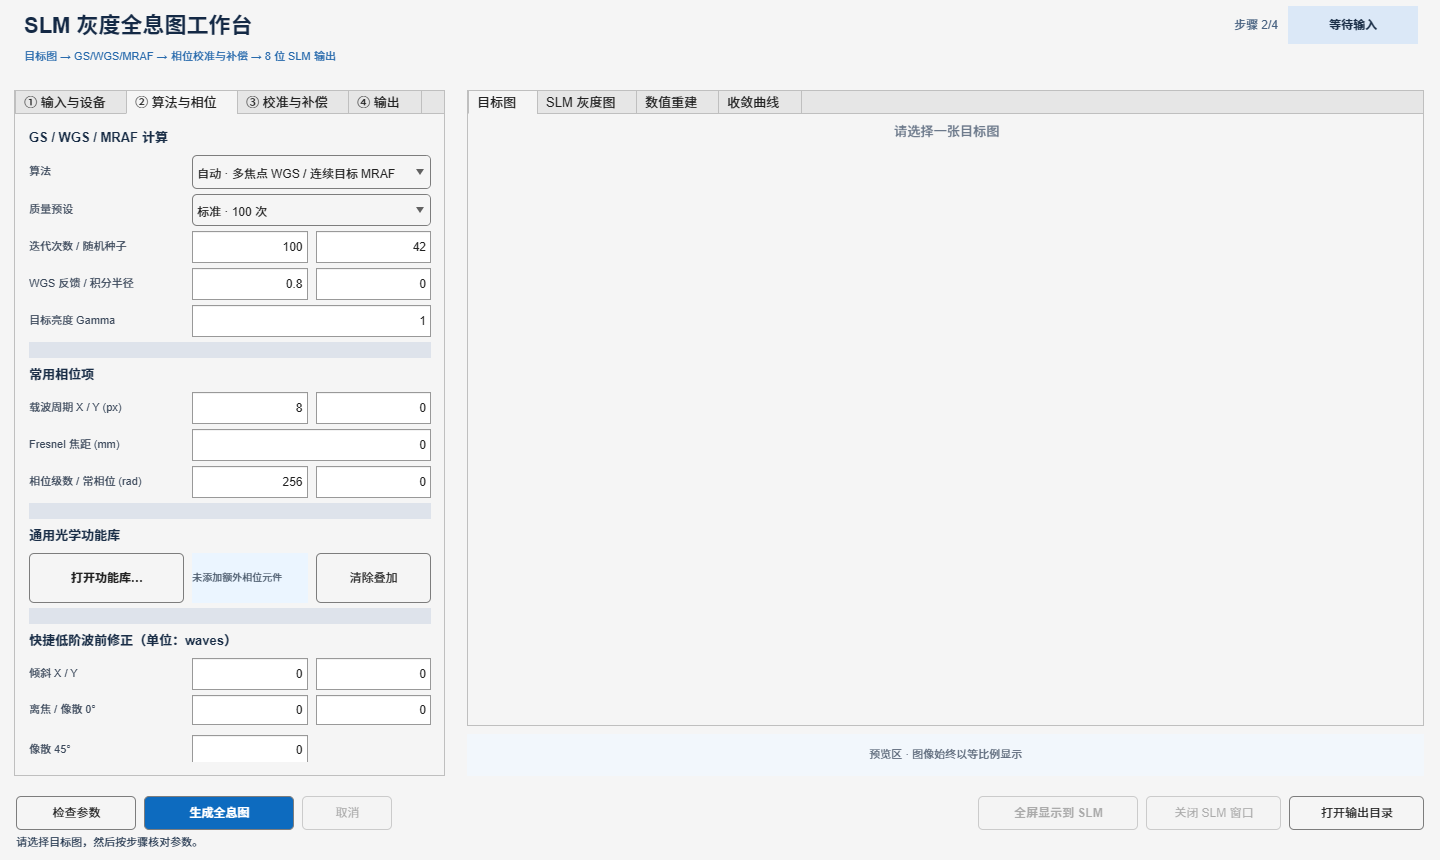 SLM 灰度全息图工作台
目标图 → GS/WGS/MRAF → 相位校准与补偿 → 8 位 SLM 输出
步骤 2/4
等待输入
① 输入与设备
② 算法与相位
③ 校准与补偿
④ 输出
GS / WGS / MRAF 计算
算法
自动 · 多焦点 WGS / 连续目标 MRAF
质量预设
标准 · 100 次
迭代次数 / 随机种子
100
42
WGS 反馈 / 积分半径
0.8
0
目标亮度 Gamma
1
常用相位项
载波周期 X / Y (px)
8
0
Fresnel 焦距 (mm)
0
相位级数 / 常相位 (rad)
256
0
通用光学功能库
打开功能库...
未添加额外相位元件
清除叠加
快捷低阶波前修正（单位：waves）
倾斜 X / Y
0
0
离焦 / 像散 0°
0
0
像散 45°
0
目标图
SLM 灰度图
数值重建
收敛曲线
请选择一张目标图
预览区 · 图像始终以等比例显示
检查参数
生成全息图
取消
全屏显示到 SLM
关闭 SLM 窗口
打开输出目录
请选择目标图，然后按步骤核对参数。